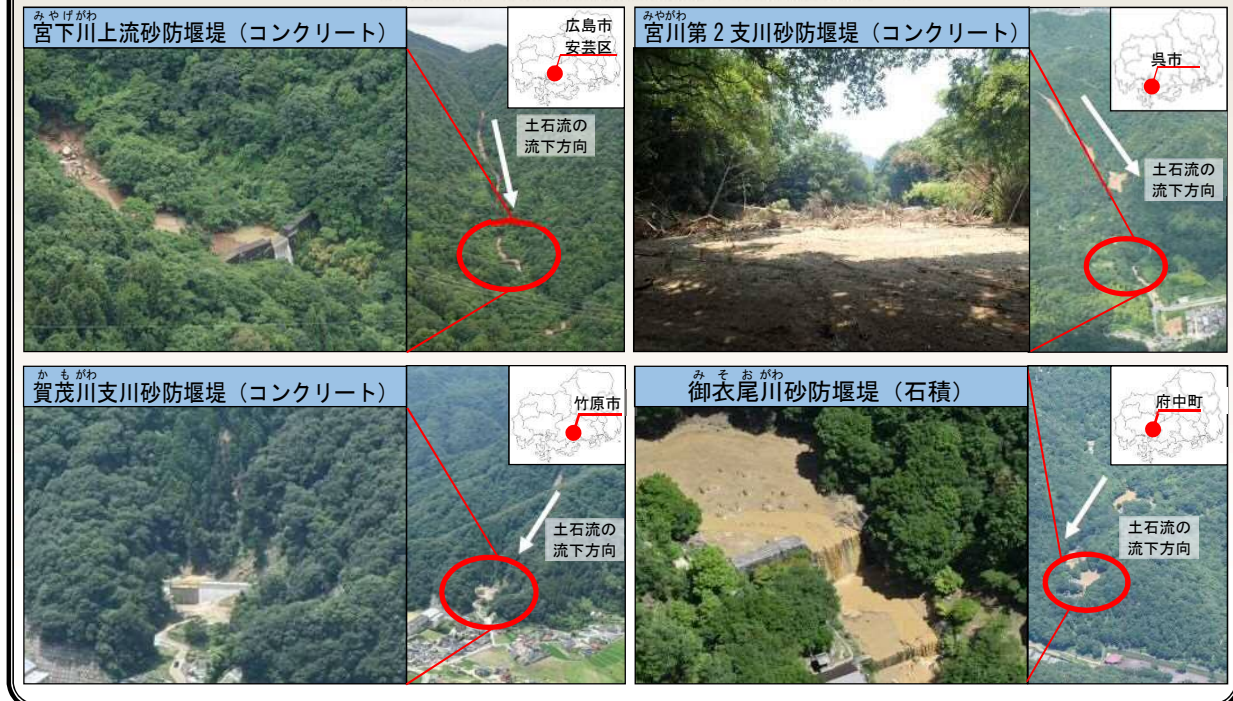 みやげがわ
宮下川上流砂防堰堤（コンクリート）
広島市
安芸区
土石流の
流下方向
みやがわ
宮川第２支川砂防堰堤（コンクリート）
呉市
土石流の
流下方向
かもがわ
賀茂川支川砂防堰堤（コンクリート）
竹原市
土石流の
流下方向
みそおがわ
御衣尾川砂防堰堤（石積）
府中町
土石流の
流下方向